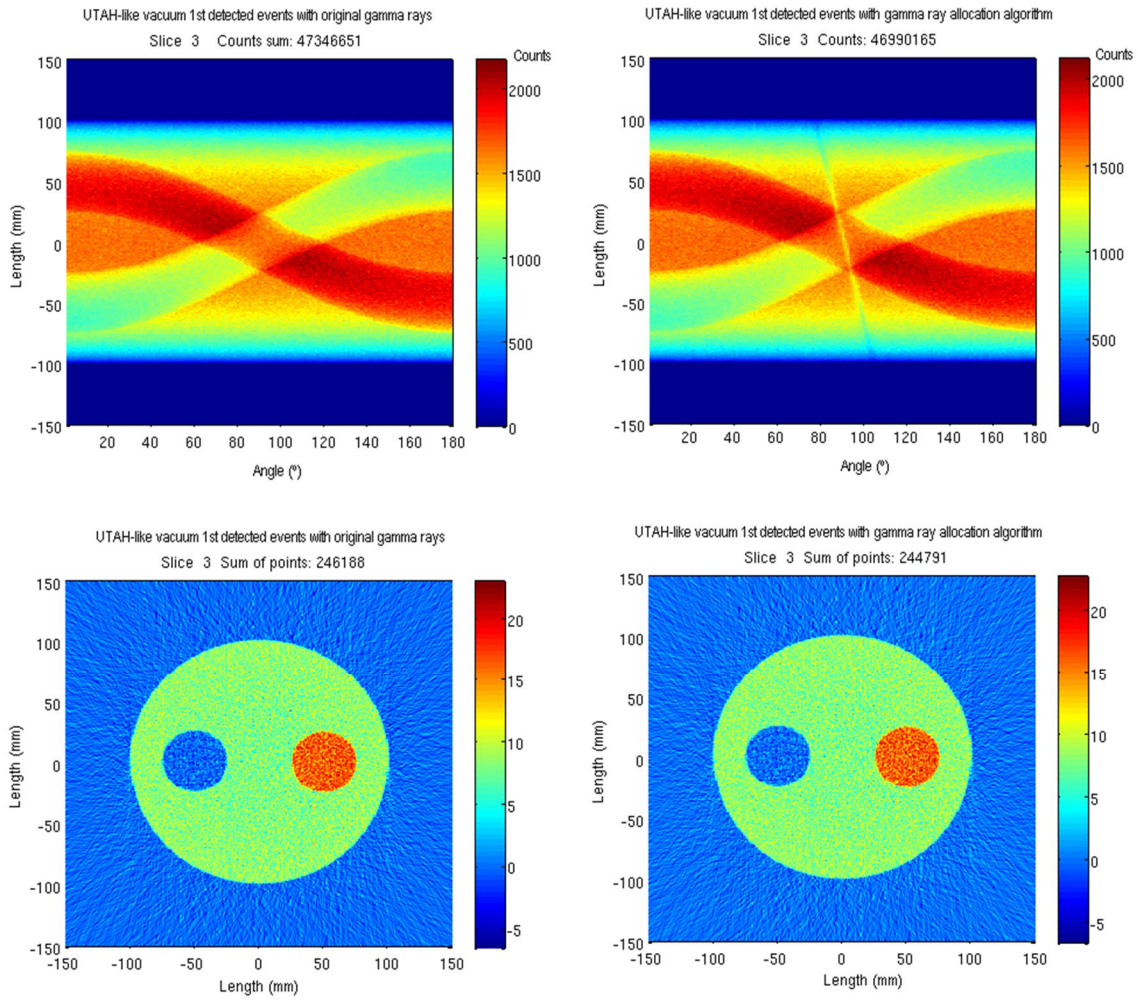 UTAH-like vacuum 1st detected events with original gamma rays
Slice 3 Counts sum: 47346651
Counts
150
100
50
0
-50
-100
-150
Length (mm)
20 40 60 80 100 120 140 160 180
Angle (º)
2000
1500
1000
500
0
UTAH-like vacuum 1st detected events with gamma ray allocation algorithm
Slice 3 Counts: 46990165
Counts
150
100
50
0
-50
-100
-150
Length (mm)
20 40 60 80 100 120 140 160 180
Angle (º)
2000
1500
1000
500
0
UTAH-like vacuum 1st detected events with original gamma rays
Slice 3 Sum of points: 246188
150
100
50
0
-50
-100
-150
Length (mm)
-150 -100 -50 0 50 100 150
Length (mm)
20
15
10
5
0
-5
UTAH-like vacuum 1st detected events with gamma ray allocation algorithm
Slice 3 Sum of points: 244791
150
100
50
0
-50
-100
-150
Length (mm)
-150 -100 -50 0 50 100 150
Length (mm)
20
15
10
5
0
-5